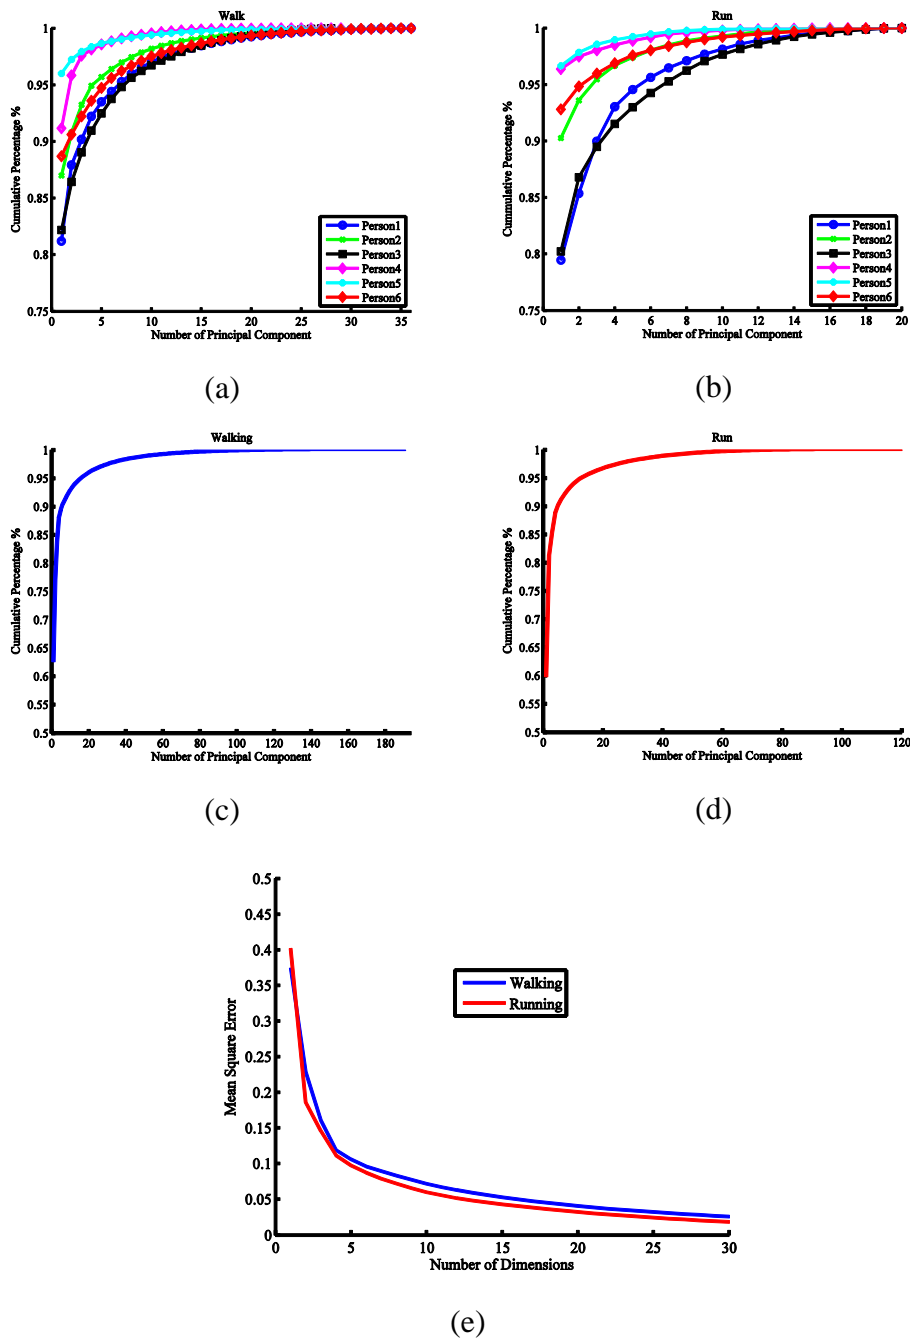 Walk
Cumulative Percentage %
1
0.95
0.9
0.85
0.8
0.75
Person1
Person2
Person3
Person4
Person5
Person6
0 5 10 15 20 25 30 35
Number of Principal Component
(a)
Run
Cummulative Percentage %
1
0.95
0.9
0.85
0.8
0.75
Person1
Person2
Person3
Person4
Person5
Person6
0 2 4 6 8 10 12 14 16 18 20
Number of Principal Component
(b)
Walking
Cumulative Percentage %
1
0.95
0.9
0.85
0.8
0.75
0.7
0.65
0.6
0.55
0.5
0 20 40 60 80 100 120 140 160 180
Number of Principal Component
(c)
Run
Cumulative Percentage %
1
0.95
0.9
0.85
0.8
0.75
0.7
0.65
0.6
0.55
0.5
0 20 40 60 80 100 120
Number of Principal Component
(d)
Mean Square Error
0.5
0.45
0.4
0.35
0.3
0.25
0.2
0.15
0.1
0.05
0
Walking
Running
0 5 10 15 20 25 30
Number of Dimensions
(e)